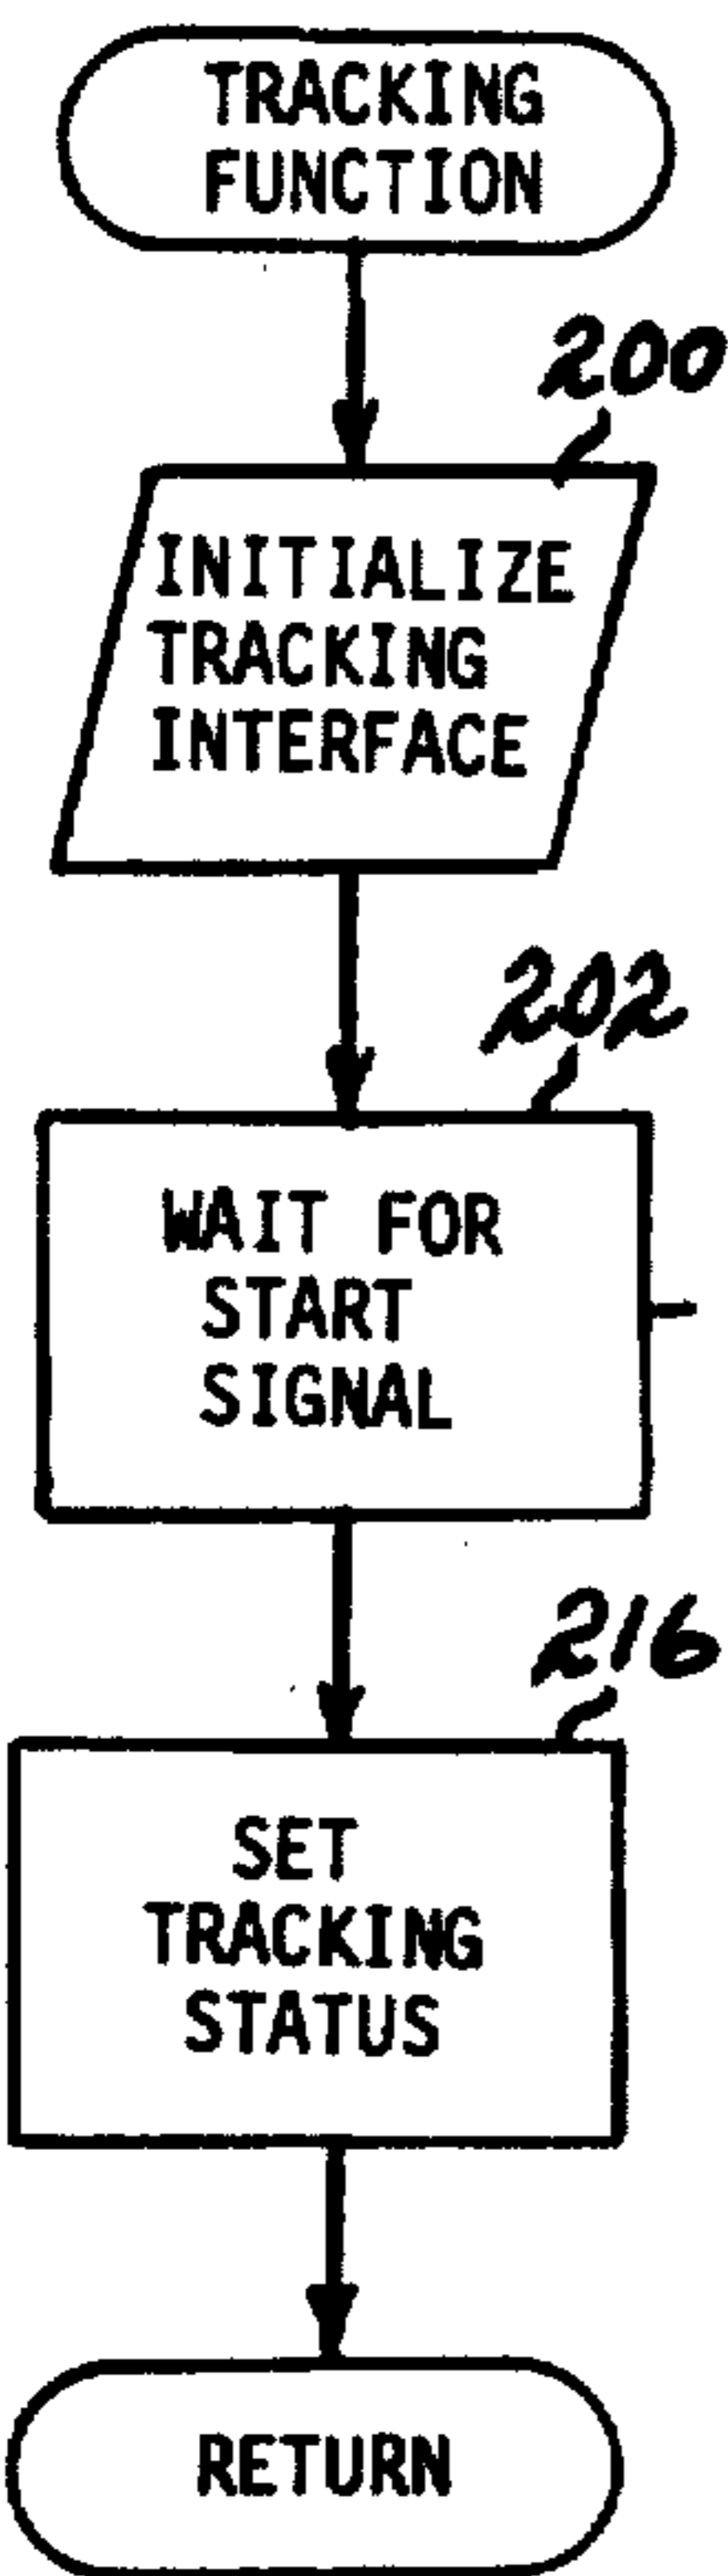 TRACKING
FUNCTION
200
INITIALIZE
TRACKING
INTERFACE
202
WAIT FOR
START
SIGNAL
216
SET
TRACKING
STATUS
RETURN